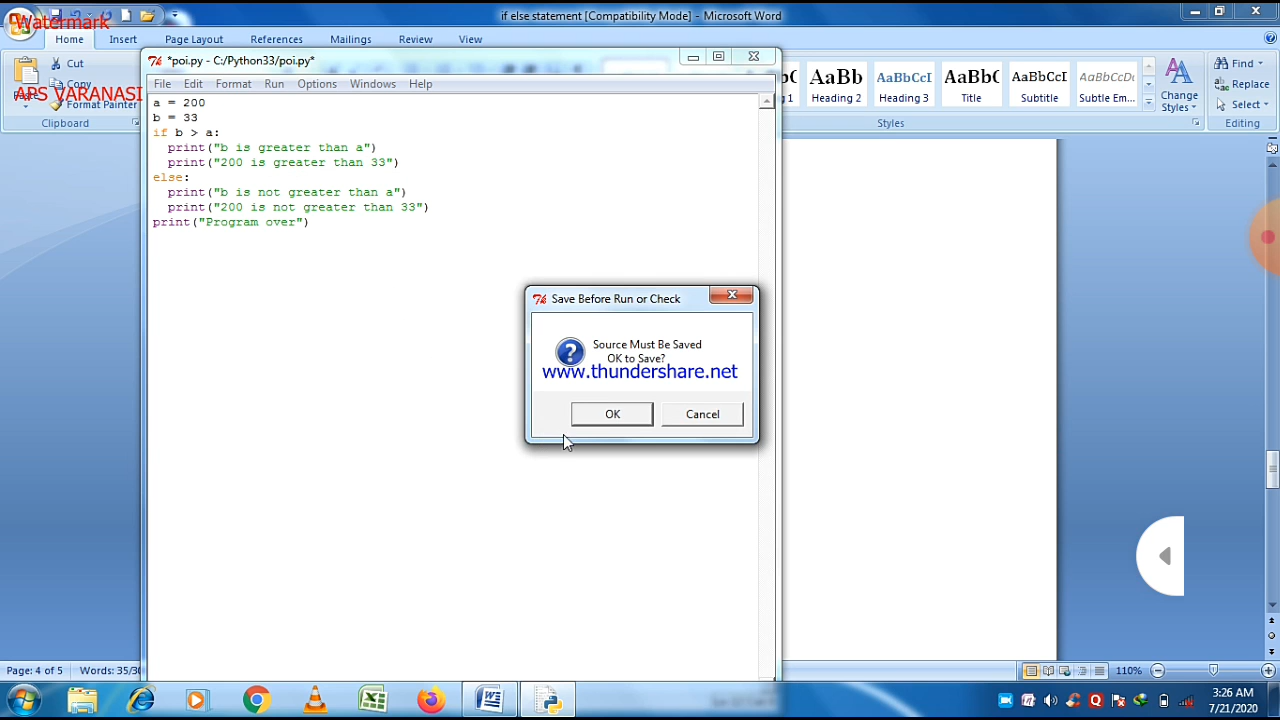 if else statement [Compatibility Mode] - Microsoft Word
Watermark
Home Insert Page Layout References Mailings Review View
Cut
Copy
Format Painter
APS VARANASI
Clipboard
*poi.py - C:/Python33/poi.py*
File Edit Format Run Options Windows Help
a = 200
b = 33
if b > a:
print("b is greater than a")
print("200 is greater than 33")
else:
print("b is not greater than a")
print("200 is not greater than 33")
print("Program over")
AaBb AaBbCcI AaBbC AaBbCcI AaBbCcI
Heading 2 Heading 3 Title Subtitle Subtle Em...
Change
Styles
Styles
Find
Replace
Select
Editing
Save Before Run or Check
Source Must Be Saved
OK to Save?
www.thundershare.net
OK Cancel
Page: 4 of 5 Words: 35/30
110%
3:26 AM
7/21/2020